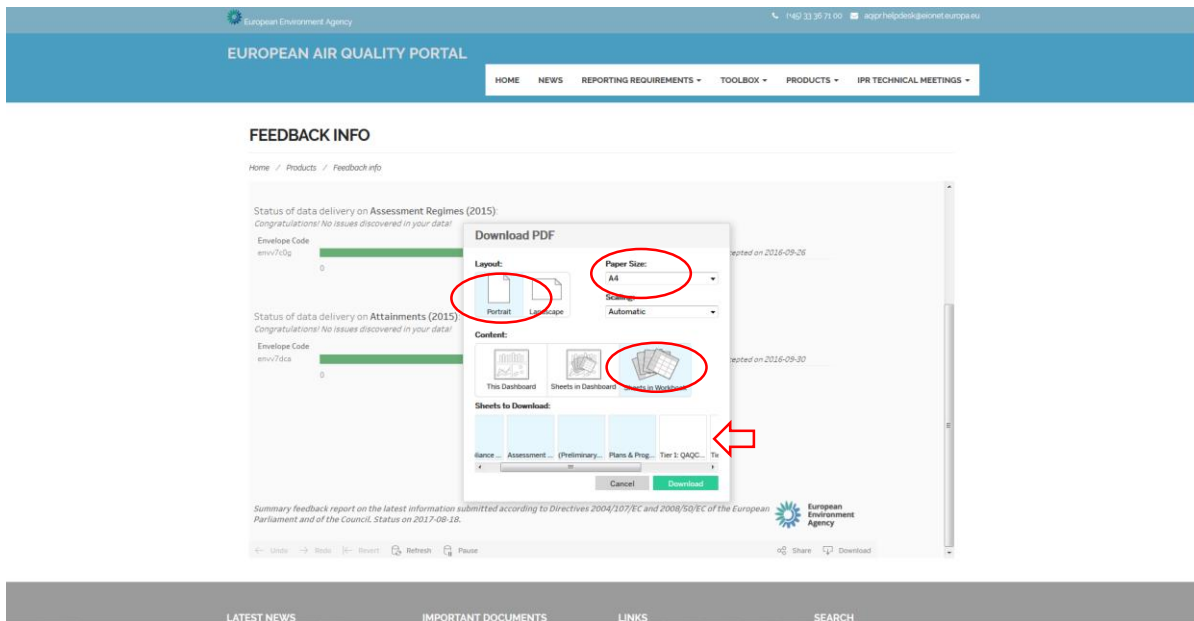 European Environment Agency
(+45) 33 36 71 00
aqipr.helpdesk@eionet.europa.eu
EUROPEAN AIR QUALITY PORTAL
HOME NEWS REPORTING REQUIREMENTS TOOLBOX PRODUCTS IPR TECHNICAL MEETINGS
FEEDBACK INFO
Home / Products / Feedback info
Status of data delivery on Assessment Regimes (2015):
Congratulations! No issues discovered in your data!
Envelope Code
0
epted on 2016-09-26
Status of data delivery on Attainments (2015)
Congratulations! No issues discovered in your data!
Envelope Code
envv7dca
0
cepted on 2016-09-30
Download PDF
Layout:
Portrait Landscape
Paper Size:
A4
Scaling:
Automatic
Content:
This Dashboard Sheets in Dashboard Sheets in Workbook
Sheets to Download:
liance ... Assessment ... (Preliminary... Plans & Prog... Tier 1: QAQC... Tie
Cancel Download
Summary feedback report on the latest information submitted according to Directives 2004/107/EC and 2008/50/EC of the European
Parliament and of the Council. Status on 2017-08-18.
European
Environment
Agency
Undo Redo Revert Refresh Pause Share Download
LATEST NEWS IMPORTANT DOCUMENTS LINKS SEARCH